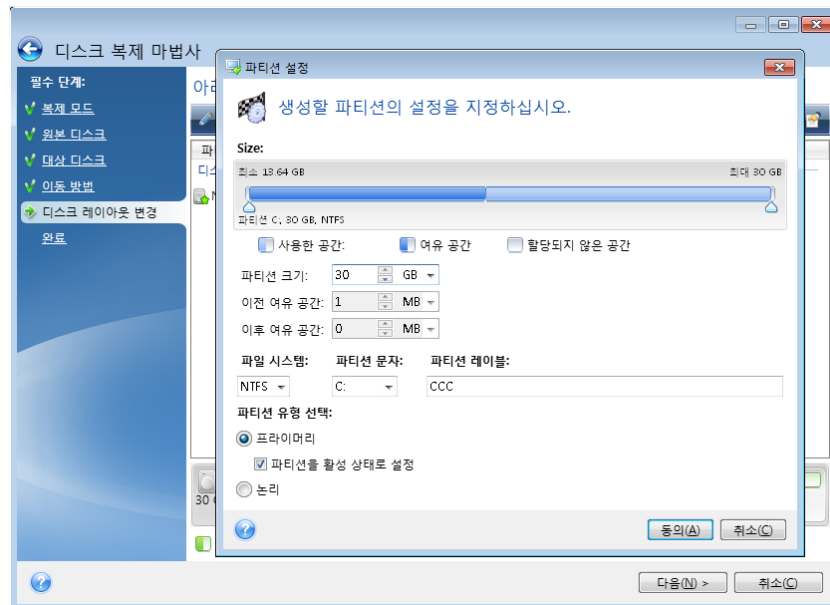 디스크 복제 마법사
필수 단계:
복제 모드
원본 디스크
대상 디스크
이동 방법
디스크 레이아웃 변경
완료
파티션 설정
생성할 파티션의 설정을 지정하십시오.
Size:
최소 13.64 GB 최대 30 GB
파티션 C, 30 GB, NTFS
사용한 공간: 여유 공간 할당되지 않은 공간
파티션 크기: 30 GB
이전 여유 공간: 1 MB
이후 여유 공간: 0 MB
파일 시스템: 파티션 문자: 파티션 레이블:
NTFS C: CCC
파티션 유형 선택:
프라이머리
파티션을 활성 상태로 설정
논리
30
동의(A) 취소(C)
다음(N) > 취소(C)